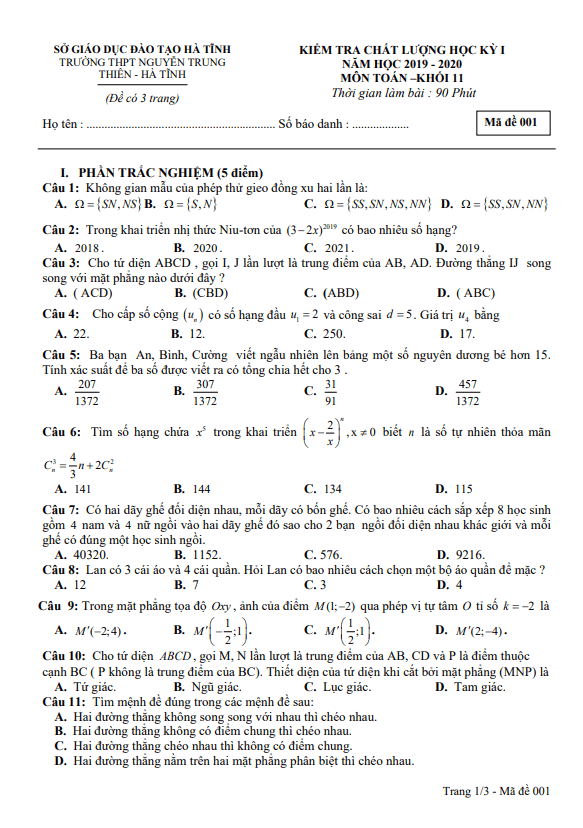 SỞ GIÁO DỤC ĐÀO TẠO HÀ TĨNH
TRƯỜNG THPT NGUYỄN TRUNG
THIÊN - HÀ TĨNH
(Đề có 3 trang)
KIỂM TRA CHẤT LƯỢNG HỌC KỲ I
NĂM HỌC 2019 - 2020
MÔN TOÁN –KHỐI 11
Thời gian làm bài : 90 Phút
Họ tên : ............................................................... Số báo danh : ...................
Mã đề 001
I. PHẦN TRẮC NGHIỆM (5 điểm)
Câu 1: Không gian mẫu của phép thử gieo đồng xu hai lần là:
A. Ω = {SN, NS} B. Ω = {S, N} C. Ω = {SS, SN, NS, NN} D. Ω = {SS, SN, NN}
Câu 2: Trong khai triển nhị thức Niu-tơn của (3−2x)^2019 có bao nhiêu số hạng?
A. 2018. B. 2020. C. 2021. D. 2019.
Câu 3: Cho tứ diện ABCD , gọi I, J lần lượt là trung điểm của AB, AD. Đường thẳng IJ song
song với mặt phẳng nào dưới đây ?
A. ( ACD) B. (CBD) C. (ABD) D. ( ABC)
Câu 4: Cho cấp số cộng (u_n) có số hạng đầu u_1 = 2 và công sai d = 5. Giá trị u_4 bằng
A. 22. B. 12. C. 250. D. 17.
Câu 5: Ba bạn An, Bình, Cường viết ngẫu nhiên lên bảng một số nguyên dương bé hơn 15.
Tính xác suất để ba số được viết ra có tổng chia hết cho 3 .
A. 207/1372 B. 307/1372 C. 31/91 D. 457/1372
Câu 6: Tìm số hạng chứa x^5 trong khai triển (x − 2/x)^n, x ≠ 0 biết n là số tự nhiên thỏa mãn
C_n^3 = 4/3 n + 2C_n^2
A. 141 B. 144 C. 134 D. 115
Câu 7: Có hai dãy ghế đối diện nhau, mỗi dãy có bốn ghế. Có bao nhiêu cách sắp xếp 8 học sinh
gồm 4 nam và 4 nữ ngồi vào hai dãy ghế đó sao cho 2 bạn ngồi đối diện nhau khác giới và mỗi
ghế có đúng một học sinh ngồi.
A. 40320. B. 1152. C. 576. D. 9216.
Câu 8: Lan có 3 cái áo và 4 cái quần. Hỏi Lan có bao nhiêu cách chọn một bộ áo quần để mặc ?
A. 12 B. 7 C. 3 D. 4
Câu 9: Trong mặt phẳng tọa độ Oxy, ảnh của điểm M(1;−2) qua phép vị tự tâm O tỉ số k = −2 là
A. M′(−2;4). B. M′(−1/2;1). C. M′(1/2;1). D. M′(2;−4).
Câu 10: Cho tứ diện ABCD, gọi M, N lần lượt là trung điểm của AB, CD và P là điểm thuộc
cạnh BC ( P không là trung điểm của BC). Thiết diện của tứ diện khi cắt bởi mặt phẳng (MNP) là
A. Tứ giác. B. Ngũ giác. C. Lục giác. D. Tam giác.
Câu 11: Tìm mệnh đề đúng trong các mệnh đề sau:
A. Hai đường thẳng không song song với nhau thì chéo nhau.
B. Hai đường thẳng không có điểm chung thì chéo nhau.
C. Hai đường thẳng chéo nhau thì không có điểm chung.
D. Hai đường thẳng nằm trên hai mặt phẳng phân biệt thì chéo nhau.
Trang 1/3 - Mã đề 001